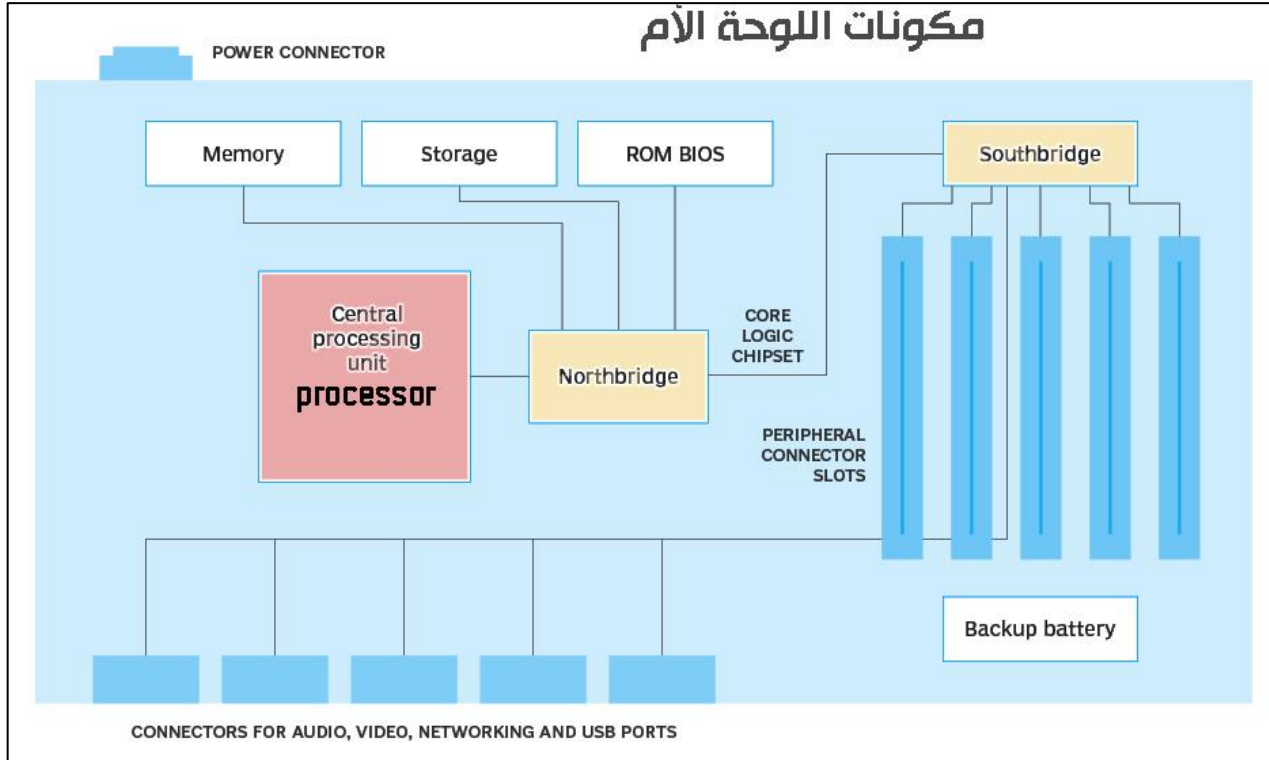 مكونات اللوحة الأم
POWER CONNECTOR
Memory
Storage
ROM BIOS
Southbridge
Central
processing
unit
processor
Northbridge
CORE
LOGIC
CHIPSET
PERIPHERAL
CONNECTOR
SLOTS
Backup battery
CONNECTORS FOR AUDIO, VIDEO, NETWORKING AND USB PORTS